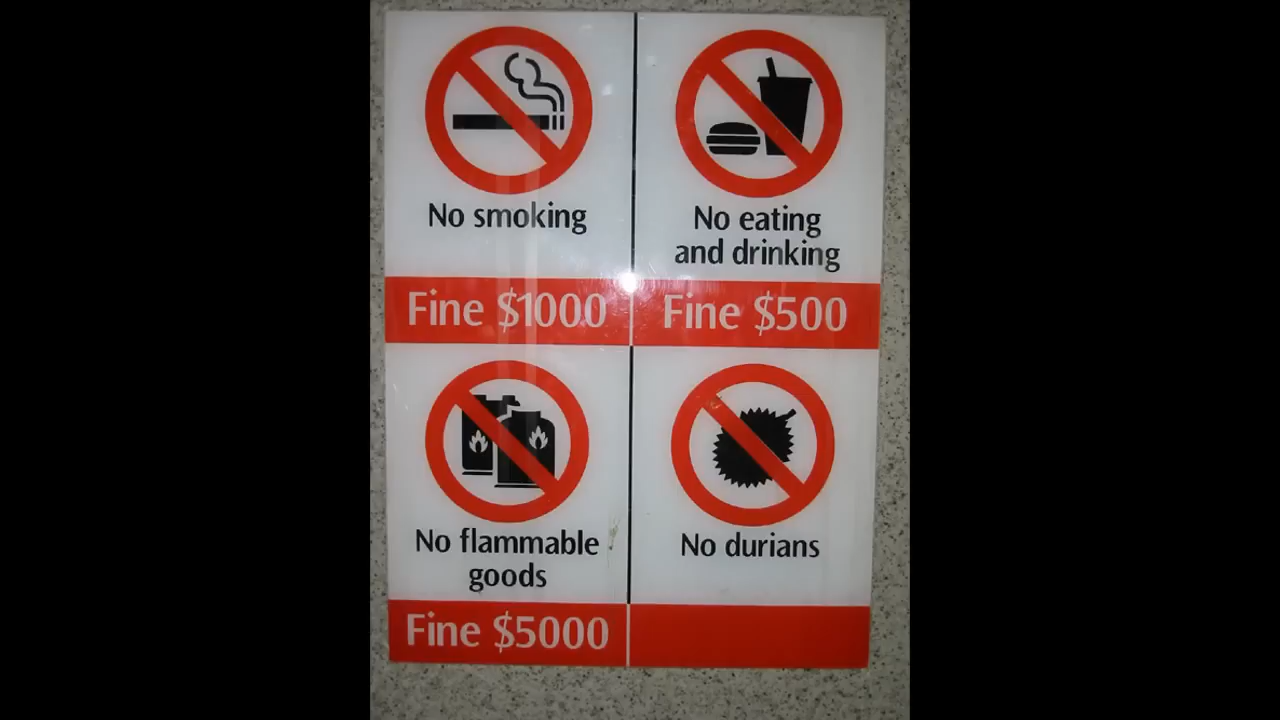 No smoking
No eating
and drinking
Fine $1000
Fine $500
No flammable
goods
No durians
Fine $5000